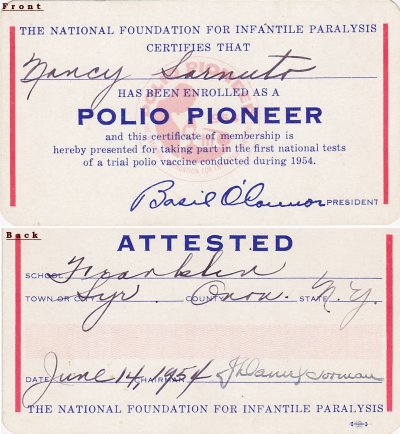 Front
THE NATIONAL FOUNDATION FOR INFANTILE PARALYSIS
CERTIFIES THAT
Nancy Sarnuto
HAS BEEN ENROLLED AS A
POLIO PIONEER
and this certificate of membership is
hereby presented for taking part in the first national tests
of a trial polio vaccine conducted during 1954.
Basil O'Connor PRESIDENT
Back
ATTESTED
SCHOOL Franklin
TOWN OR CITY Syr. COUNTY Onon. STATE N.Y.
DATE June 14, 1954 CHAIRMAN
THE NATIONAL FOUNDATION FOR INFANTILE PARALYSIS